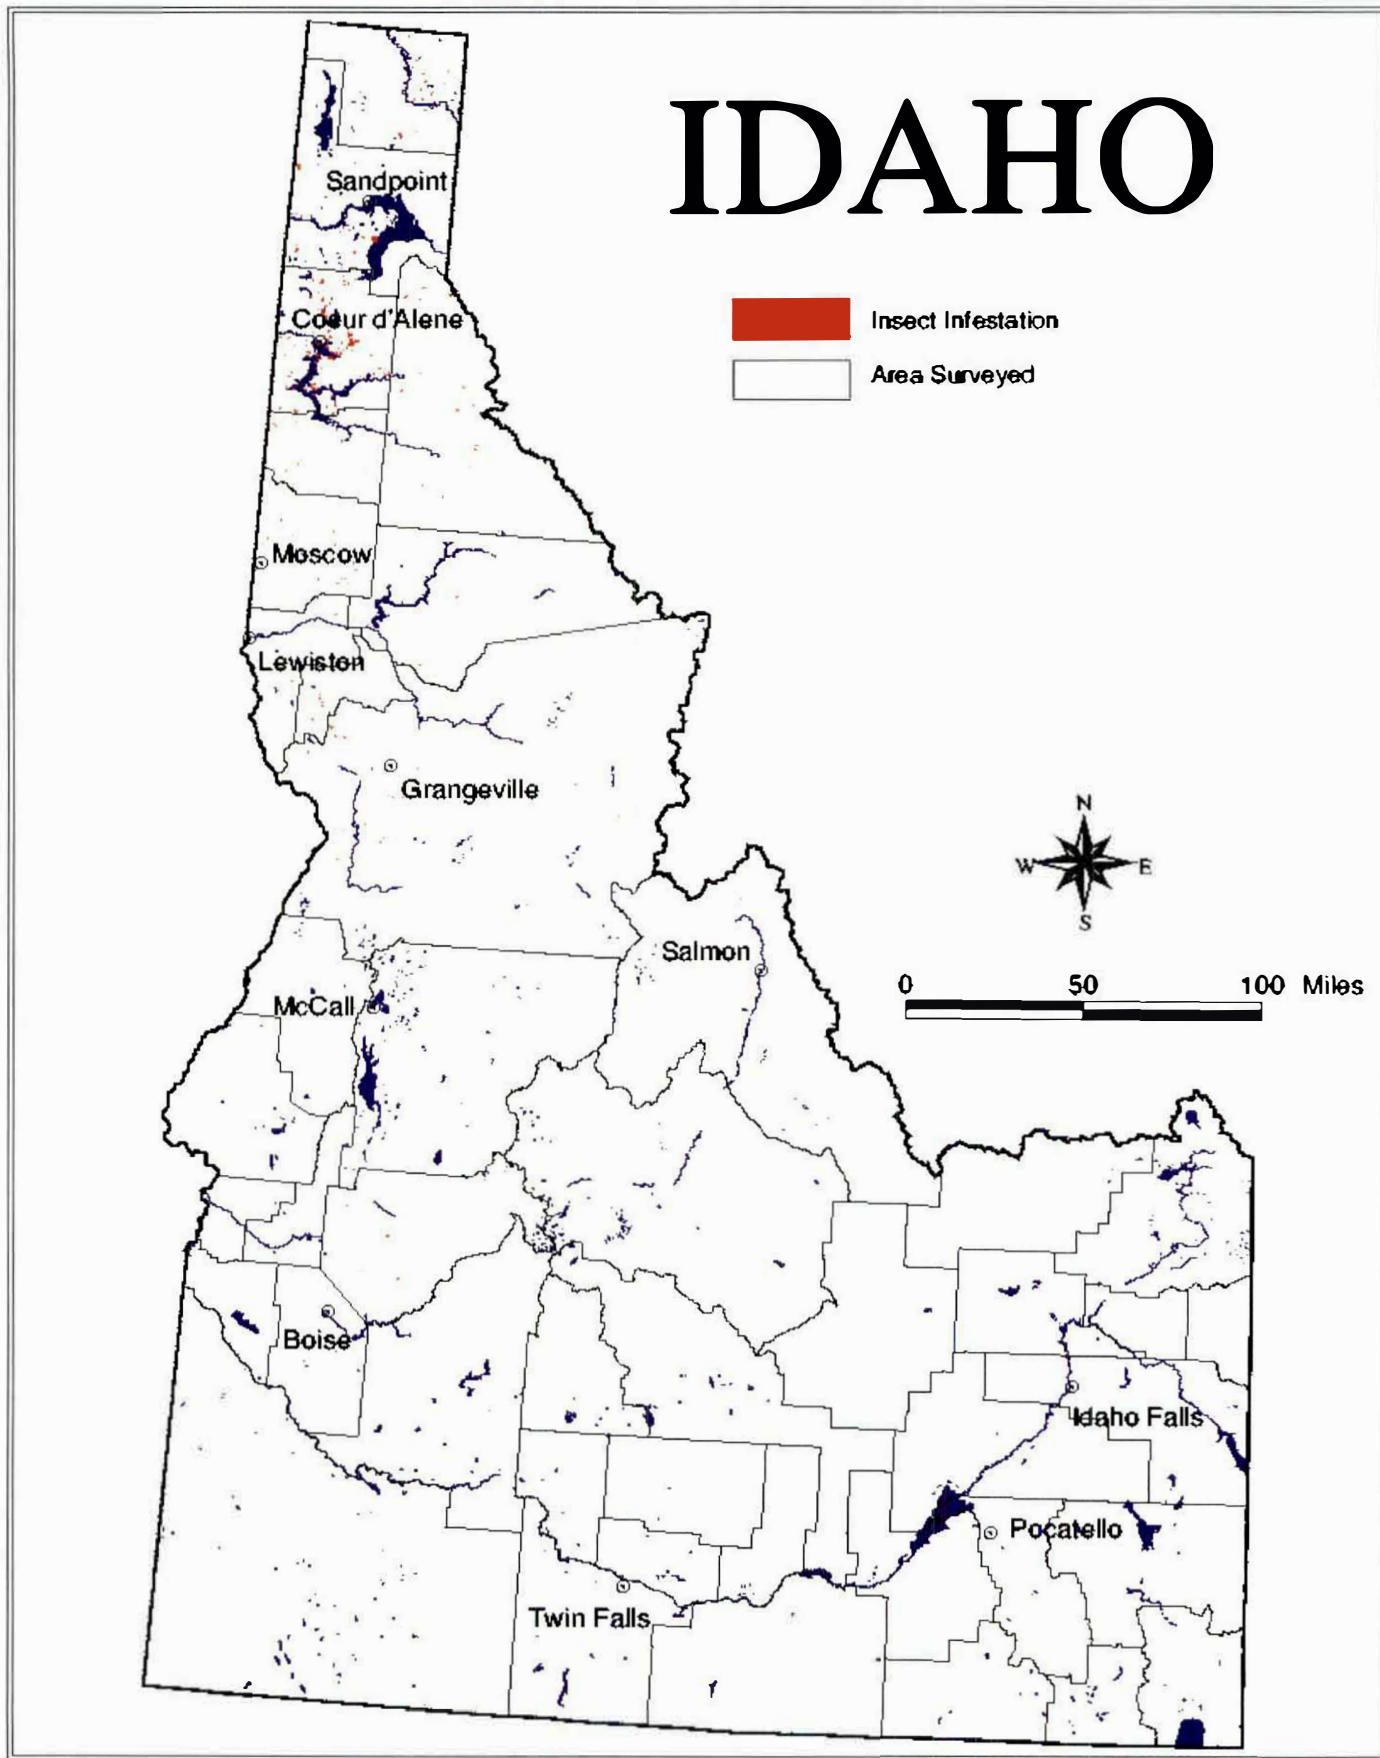 IDAHO
Sandpoint
Insect Infestation
Coeur d'Alene
Area Surveyed
Moscow
Lewiston
Grangeville
N
W E
S
Salmon
0 50 100 Miles
McCall
Boise
Idaho Falls
Pocatello
Twin Falls